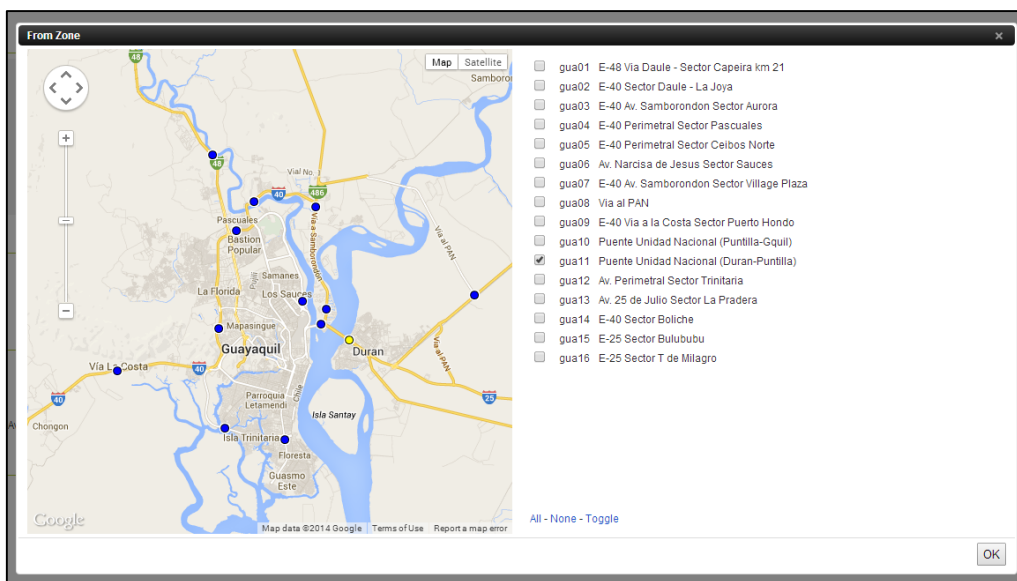 From Zone
×
Map Satellite
48
Samboro
48
Vial No.
40
486
Pascuales
Bastion
Popular
Via a Samborondon
Via al PAN
Samanes
La Florida
Los Sauces
Mapasingue
Guayaquil
Duran
Via al PAN
Vía La Costa
40
40
25
Parroquia
Letamendi
Chile
Isla Santay
Chongon
Isla Trinitaria
Floresta
Guasmo
Este
Google
Map data ©2014 Google Terms of Use Report a map error
gua01 E-48 Via Daule - Sector Capeira km 21
gua02 E-40 Sector Daule - La Joya
gua03 E-40 Av. Samborondon Sector Aurora
gua04 E-40 Perimetral Sector Pascuales
gua05 E-40 Perimetral Sector Ceibos Norte
gua06 Av. Narcisa de Jesus Sector Sauces
gua07 E-40 Av. Samborondon Sector Village Plaza
gua08 Via al PAN
gua09 E-40 Via a la Costa Sector Puerto Hondo
gua10 Puente Unidad Nacional (Puntilla-Gquil)
gua11 Puente Unidad Nacional (Duran-Puntilla)
gua12 Av. Perimetral Sector Trinitaria
gua13 Av. 25 de Julio Sector La Pradera
gua14 E-40 Sector Boliche
gua15 E-25 Sector Bulububu
gua16 E-25 Sector T de Milagro
All - None - Toggle
OK